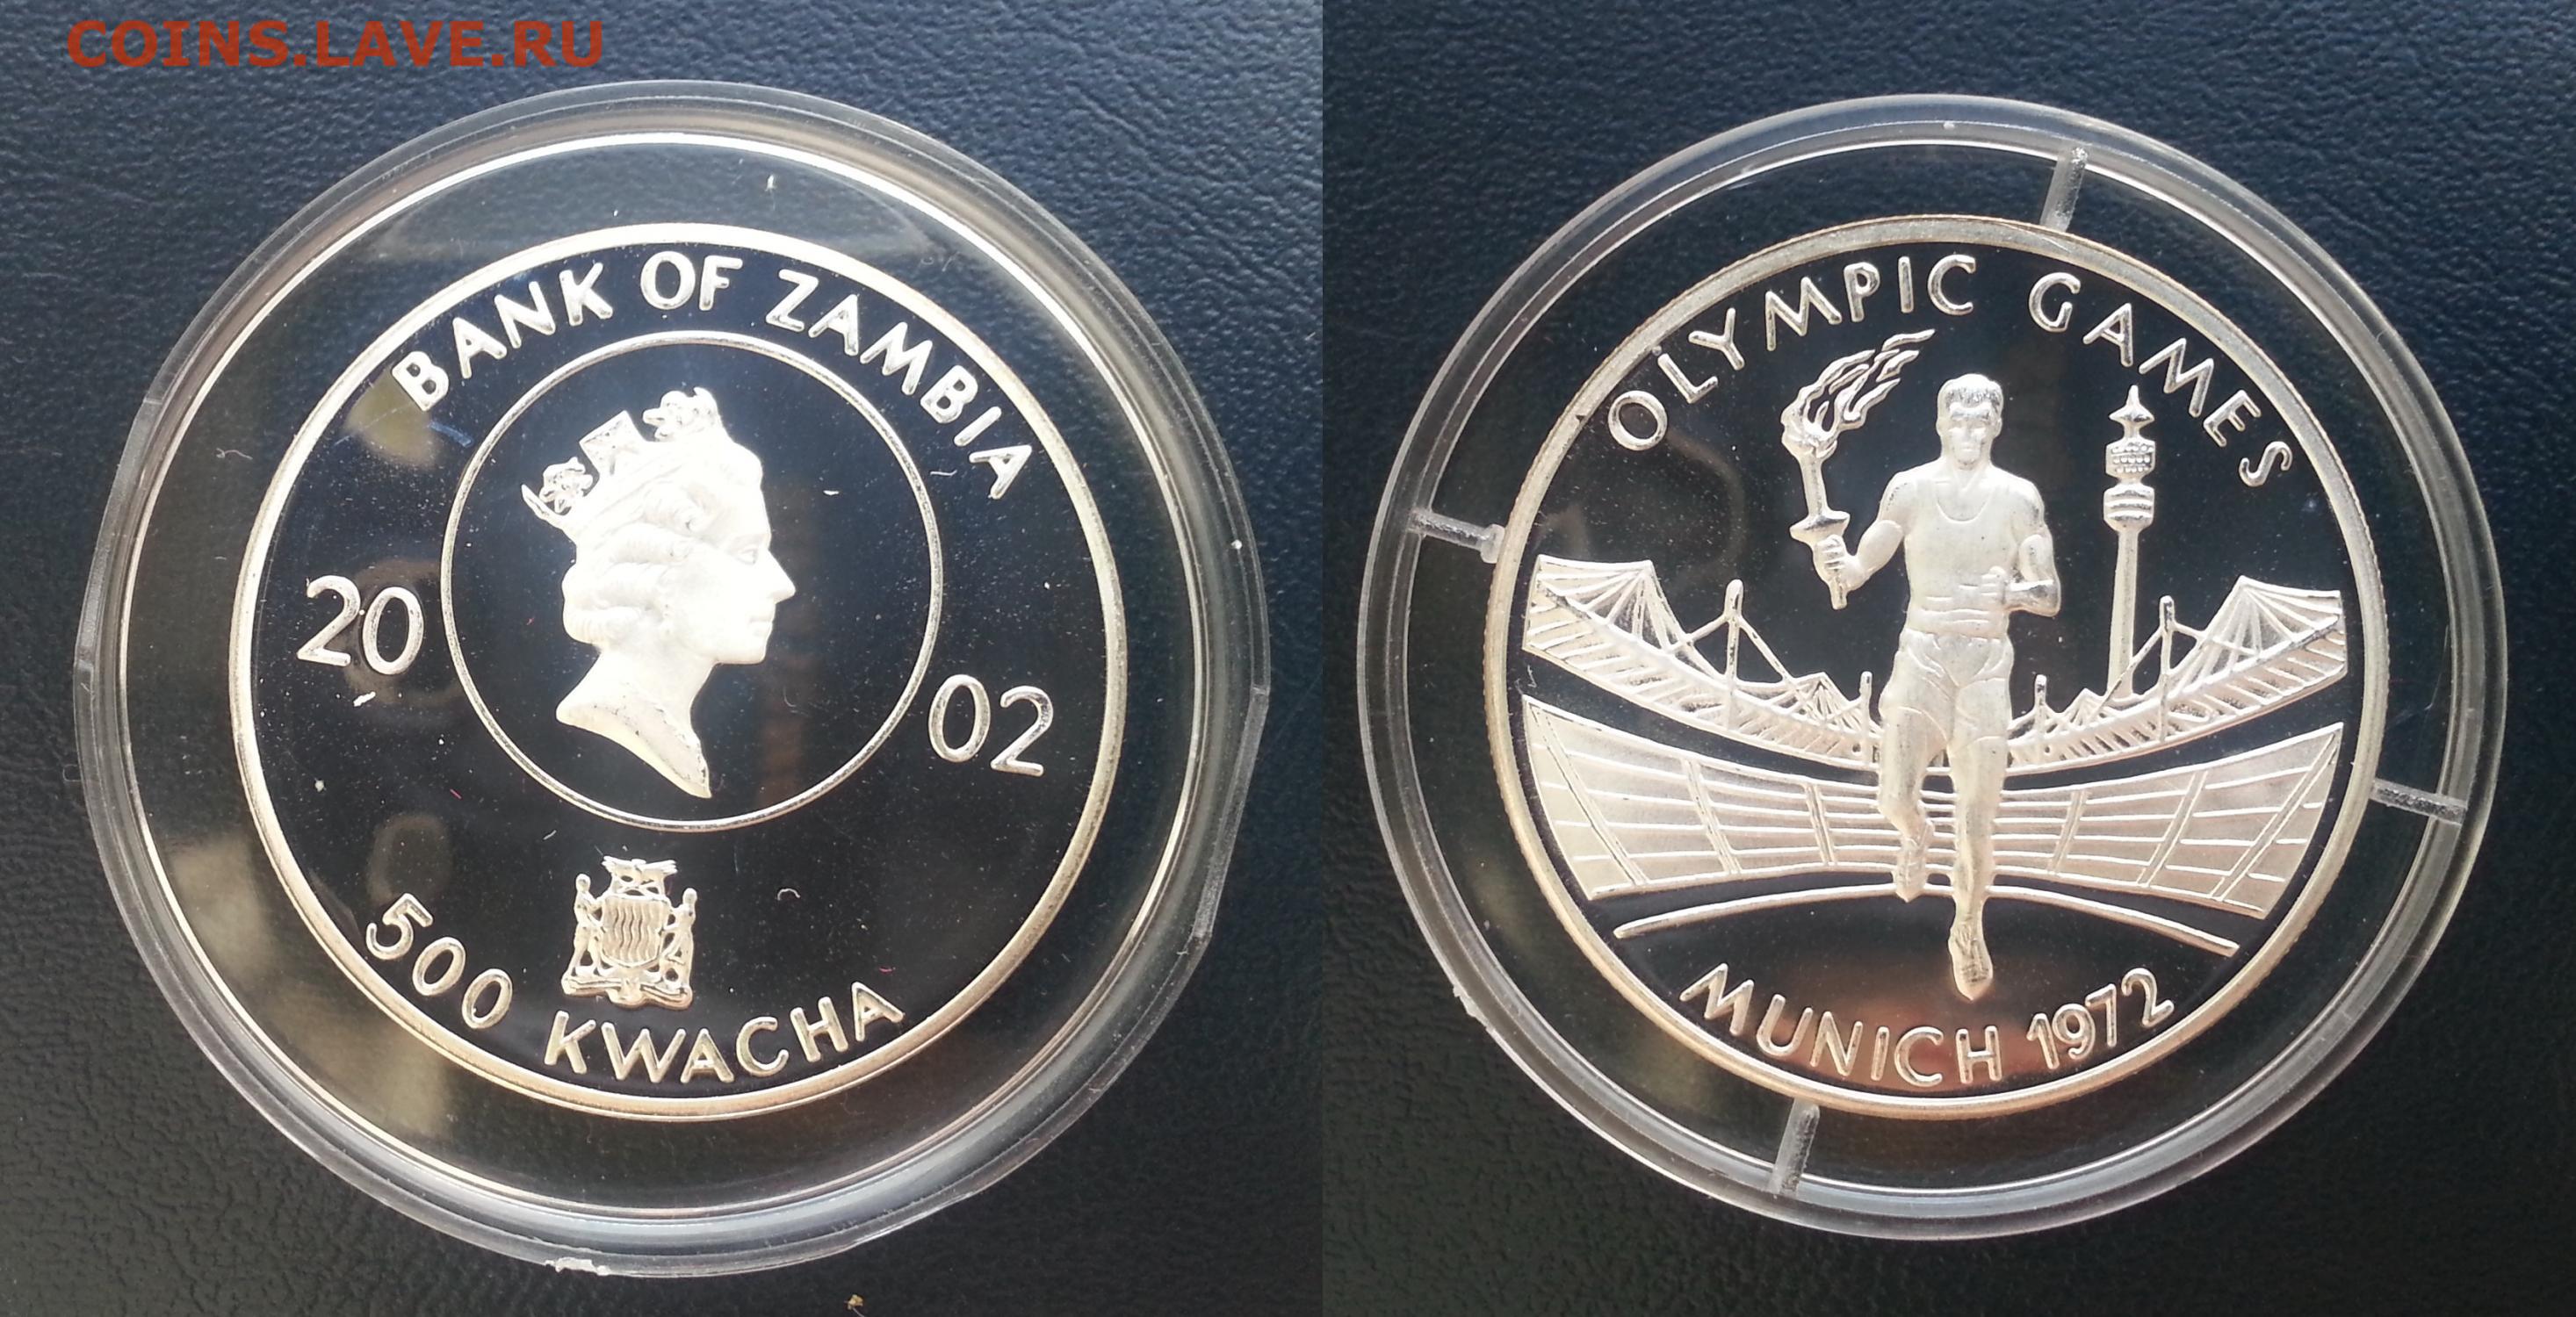 COINS.LAVE.RU
BANK OF ZAMBIA
20 02
500 KWACHA
OLYMPIC GAMES
MUNICH 1972